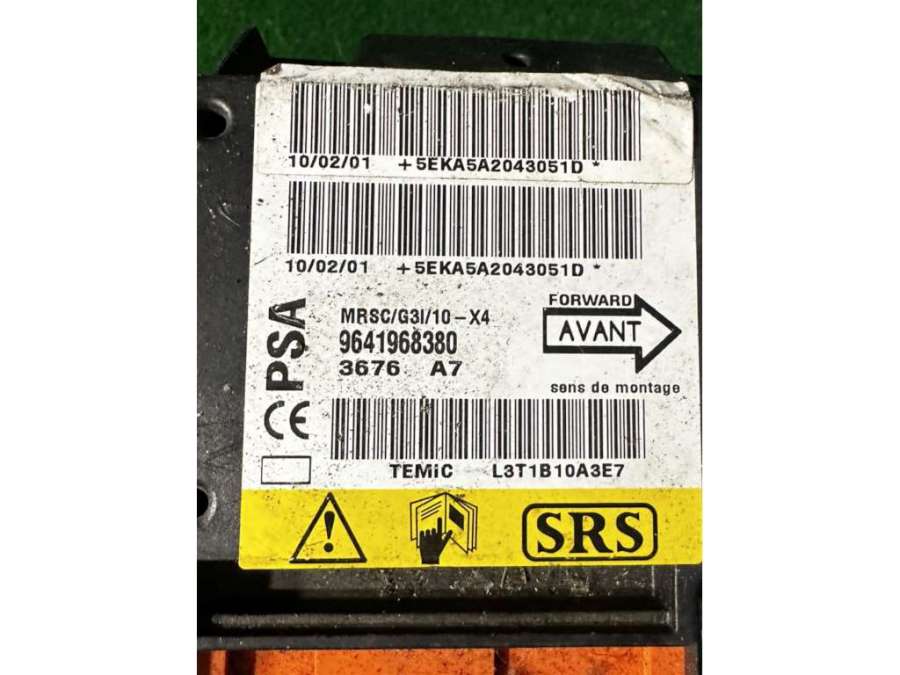 10/02/01 +5EKA5A2043051D *
10/02/01 +5EKA5A2043051D *
PSA
MRSC/G3I/10-X4
9641968380
3676 A7
FORWARD
AVANT
sens de montage
CE
TEMiC L3T1B10A3E7
SRS